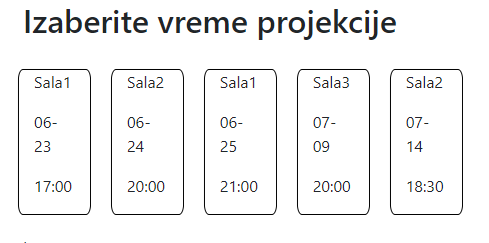 Izaberite vreme projekcije
Sala1
06-
23
17:00
Sala2
06-
24
20:00
Sala1
06-
25
21:00
Sala3
07-
09
20:00
Sala2
07-
14
18:30
.